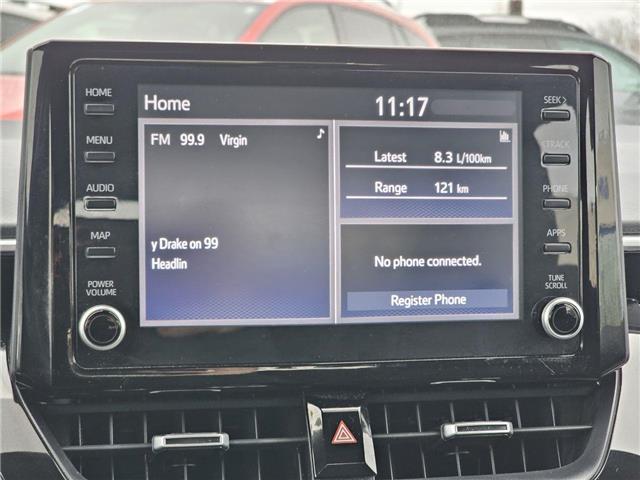 HOME
MENU
AUDIO
MAP
POWER
VOLUME
Home 11:17
FM 99.9 Virgin
y Drake on 99
Headlin
Latest 8.3 L/100km
Range 121 km
No phone connected.
Register Phone
SEEK>
TRACK
PHONE
APPS
TUNE
SCROLL